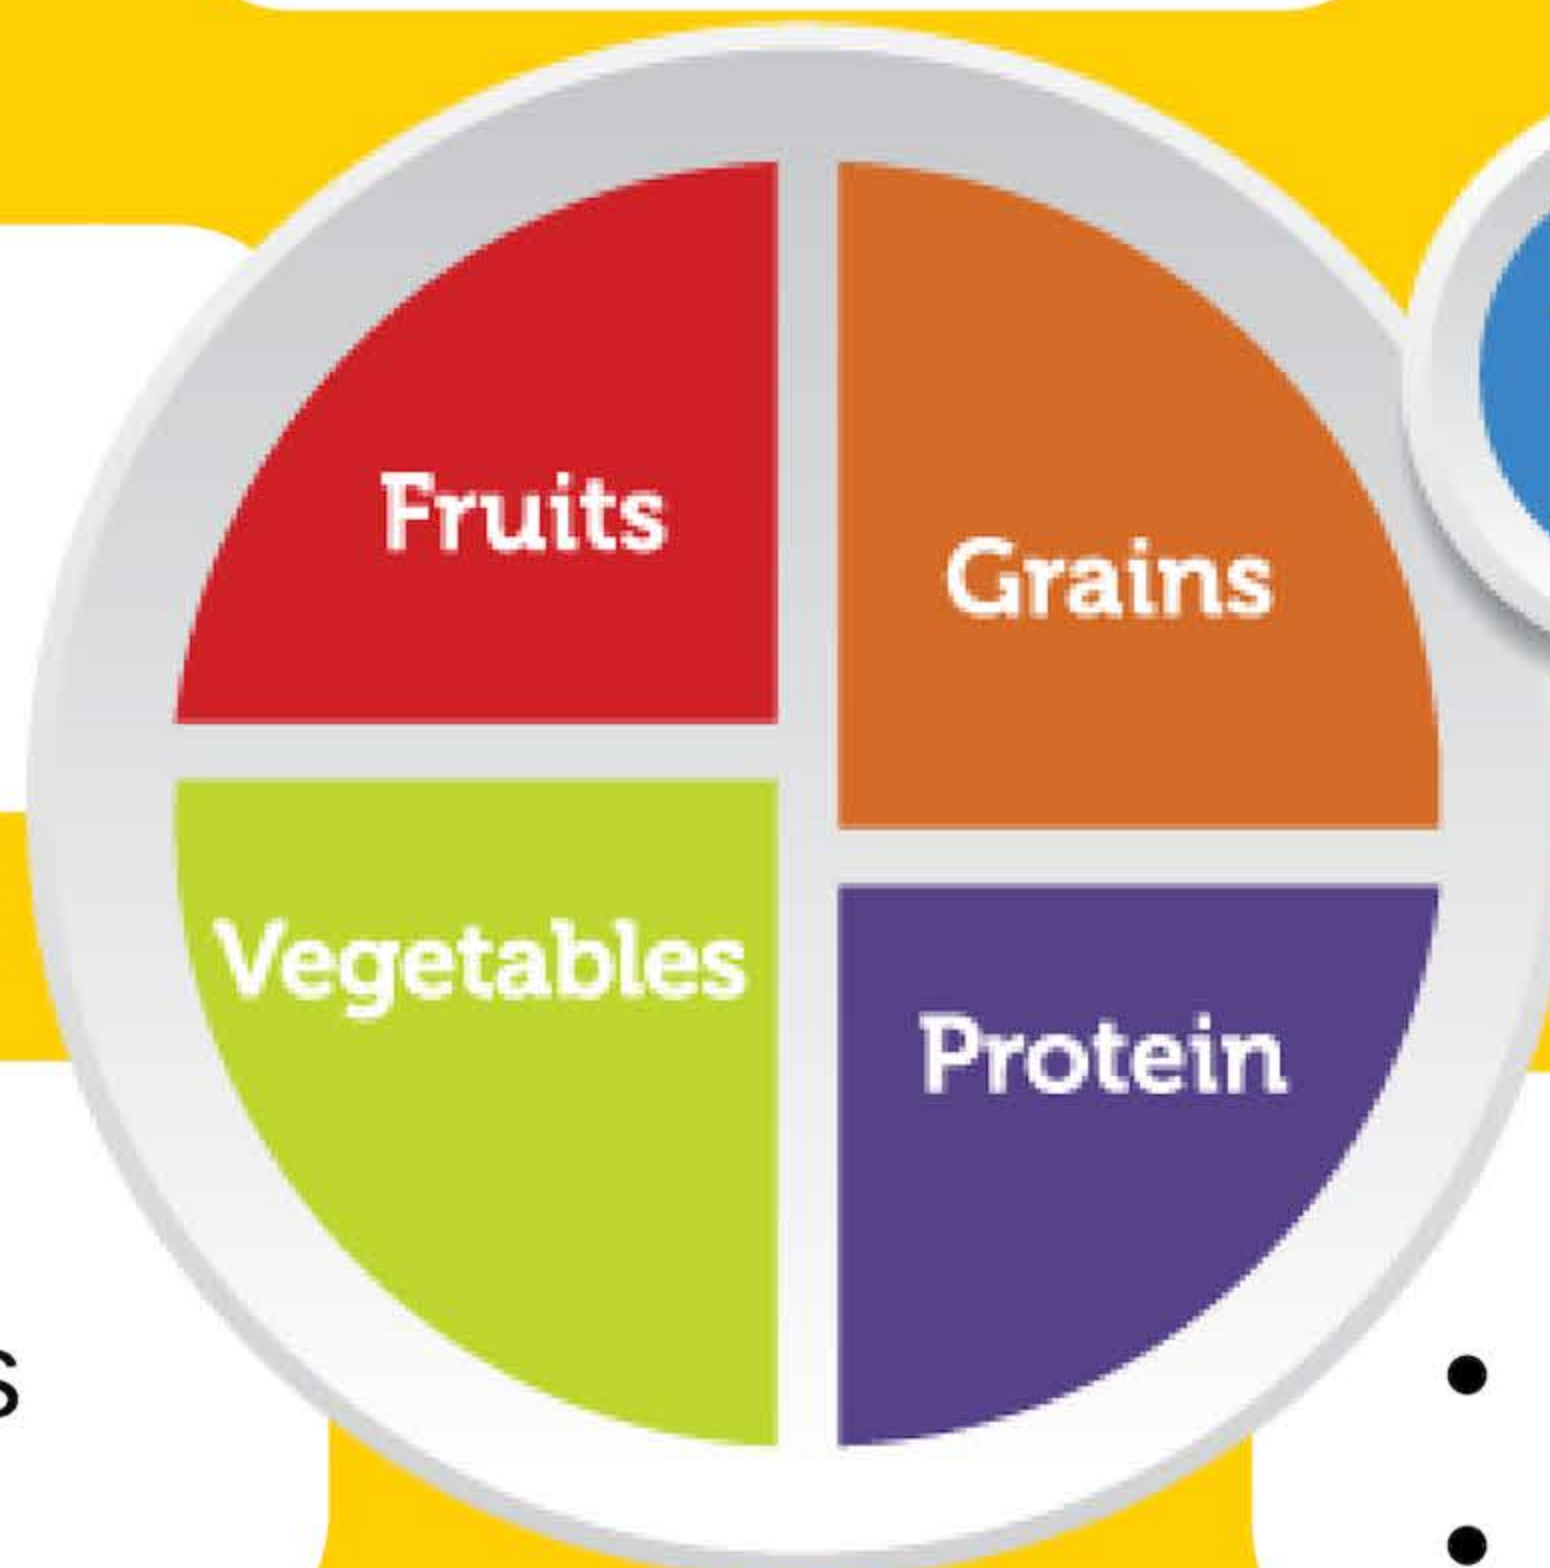 Fruits
Grains
Vegetables
Protein
s
•
•